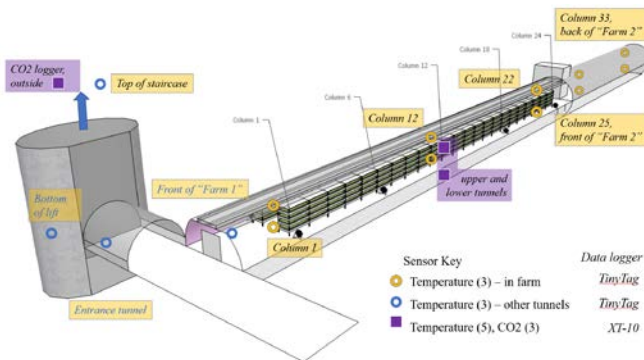 Column 33,
back of “Farm 2”
Column 24
Column 18
Column 12
Column 22
CO2 logger,
outside
Top of staircase
Column 12
Column 6
Column 1
Column 25,
front of “Farm 2”
upper and
lower tunnels
Front of “Farm 1”
Bottom
of lift
Column 1
Entrance tunnel
Sensor Key
Data logger
Temperature (3) – in farm
TinyTag
Temperature (3) – other tunnels
TinyTag
Temperature (5), CO2 (3)
XT-10